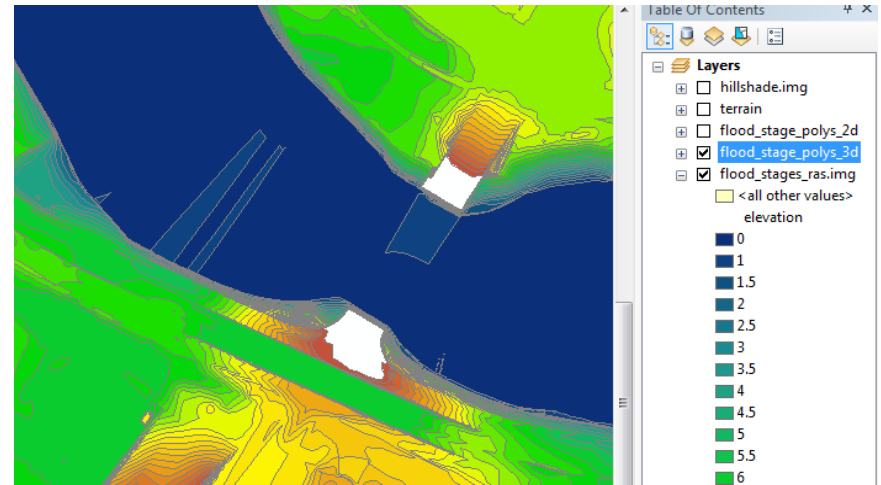 Table Of Contents
Layers
hillshade.img
terrain
flood_stage_polys_2d
flood_stage_polys_3d
flood_stages_ras.img
<all other values>
elevation
0
1
1.5
2
2.5
3
3.5
4
4.5
5
5.5
6